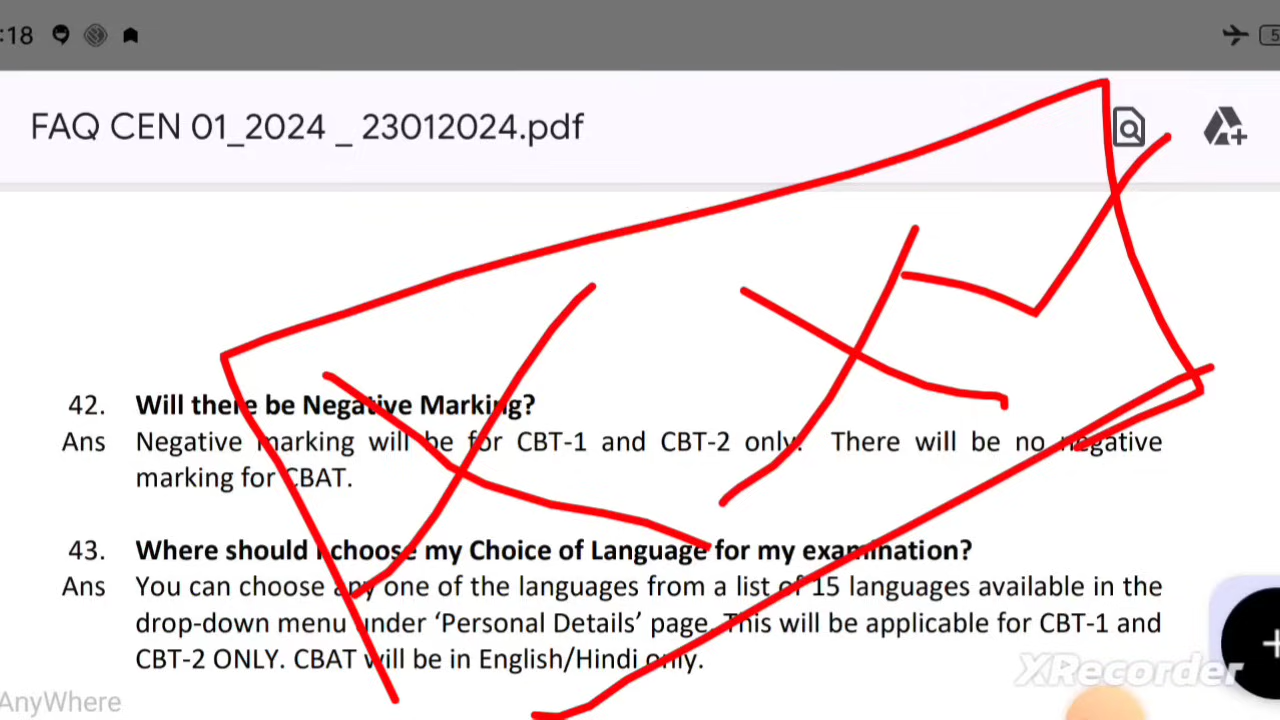 :18
5
FAQ CEN 01_2024 _ 23012024.pdf
42. Will there be Negative Marking?
Ans Negative marking will be for CBT-1 and CBT-2 only. There will be no negative
marking for CBAT.
43. Where should I choose my Choice of Language for my examination?
Ans You can choose any one of the languages from a list of 15 languages available in the
drop-down menu under ‘Personal Details’ page. This will be applicable for CBT-1 and
CBT-2 ONLY. CBAT will be in English/Hindi only.
XRecorder
AnyWhere